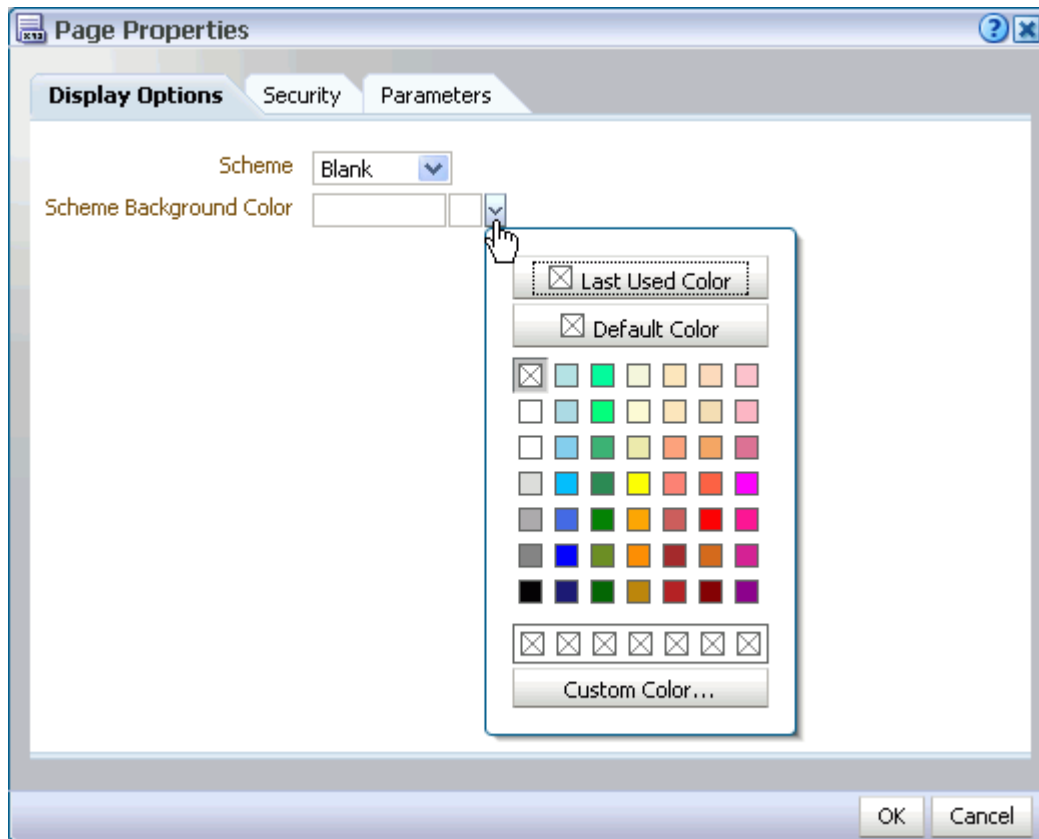 Page Properties
Display Options Security Parameters
Scheme Blank
Scheme Background Color
Last Used Color
Default Color
Custom Color...
OK Cancel